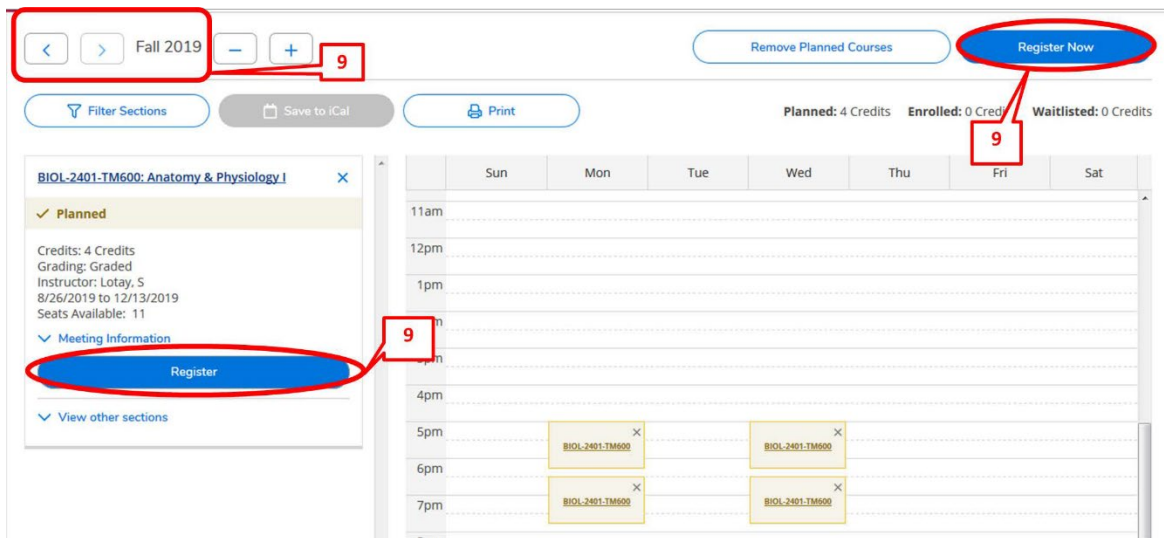 Fall 2019
9
Remove Planned Courses
Register Now
9
Filter Sections
Save to iCal
Print
Planned: 4 Credits Enrolled: 0 Credi Waitlisted: 0 Credits
BIOL-2401-TM600: Anatomy & Physiology I
Planned
Credits: 4 Credits
Grading: Graded
Instructor: Lotay, S
8/26/2019 to 12/13/2019
Seats Available: 11
Meeting Information
Register
9
View other sections
Sun Mon Tue Wed Thu Fri Sat
11am
12pm
1pm
4pm
5pm
BIOL-2401-TM600 BIOL-2401-TM600
6pm
BIOL-2401-TM600 BIOL-2401-TM600
7pm